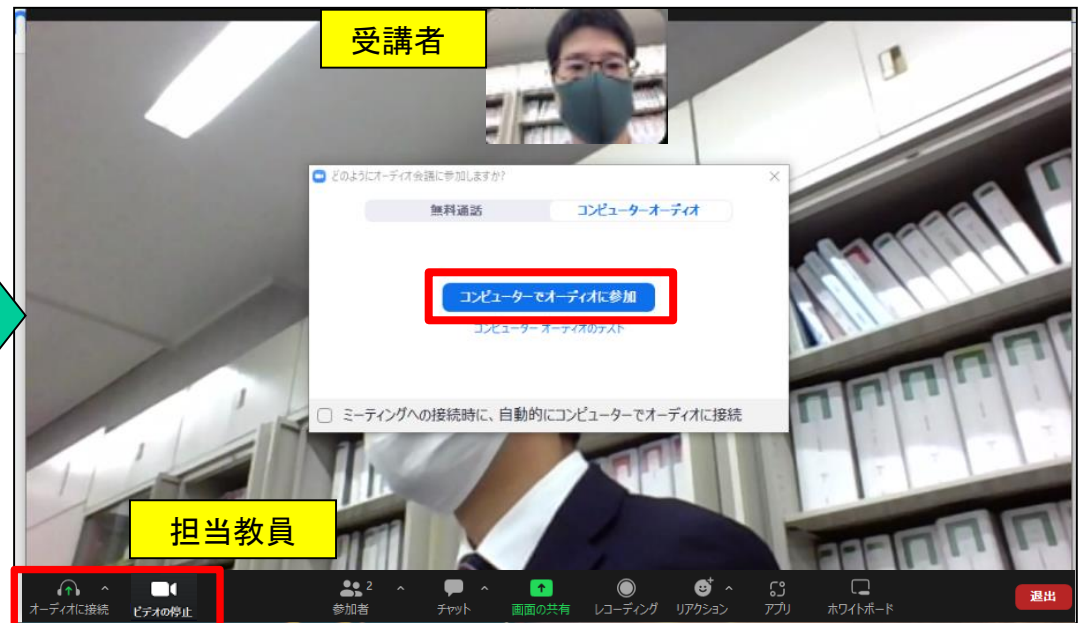 受講者
どのようにオーディオ会議に参加しますか?
無料通話
コンピューターオーディオ
コンピューターでオーディオに参加
コンピューター オーディオのテスト
ミーティングへの接続時に、自動的にコンピューターでオーディオに接続
担当教員
オーディオに接続
ビデオの停止
2
参加者
チャット
画面の共有
レコーディング
リアクション
アプリ
ホワイトボード
退出